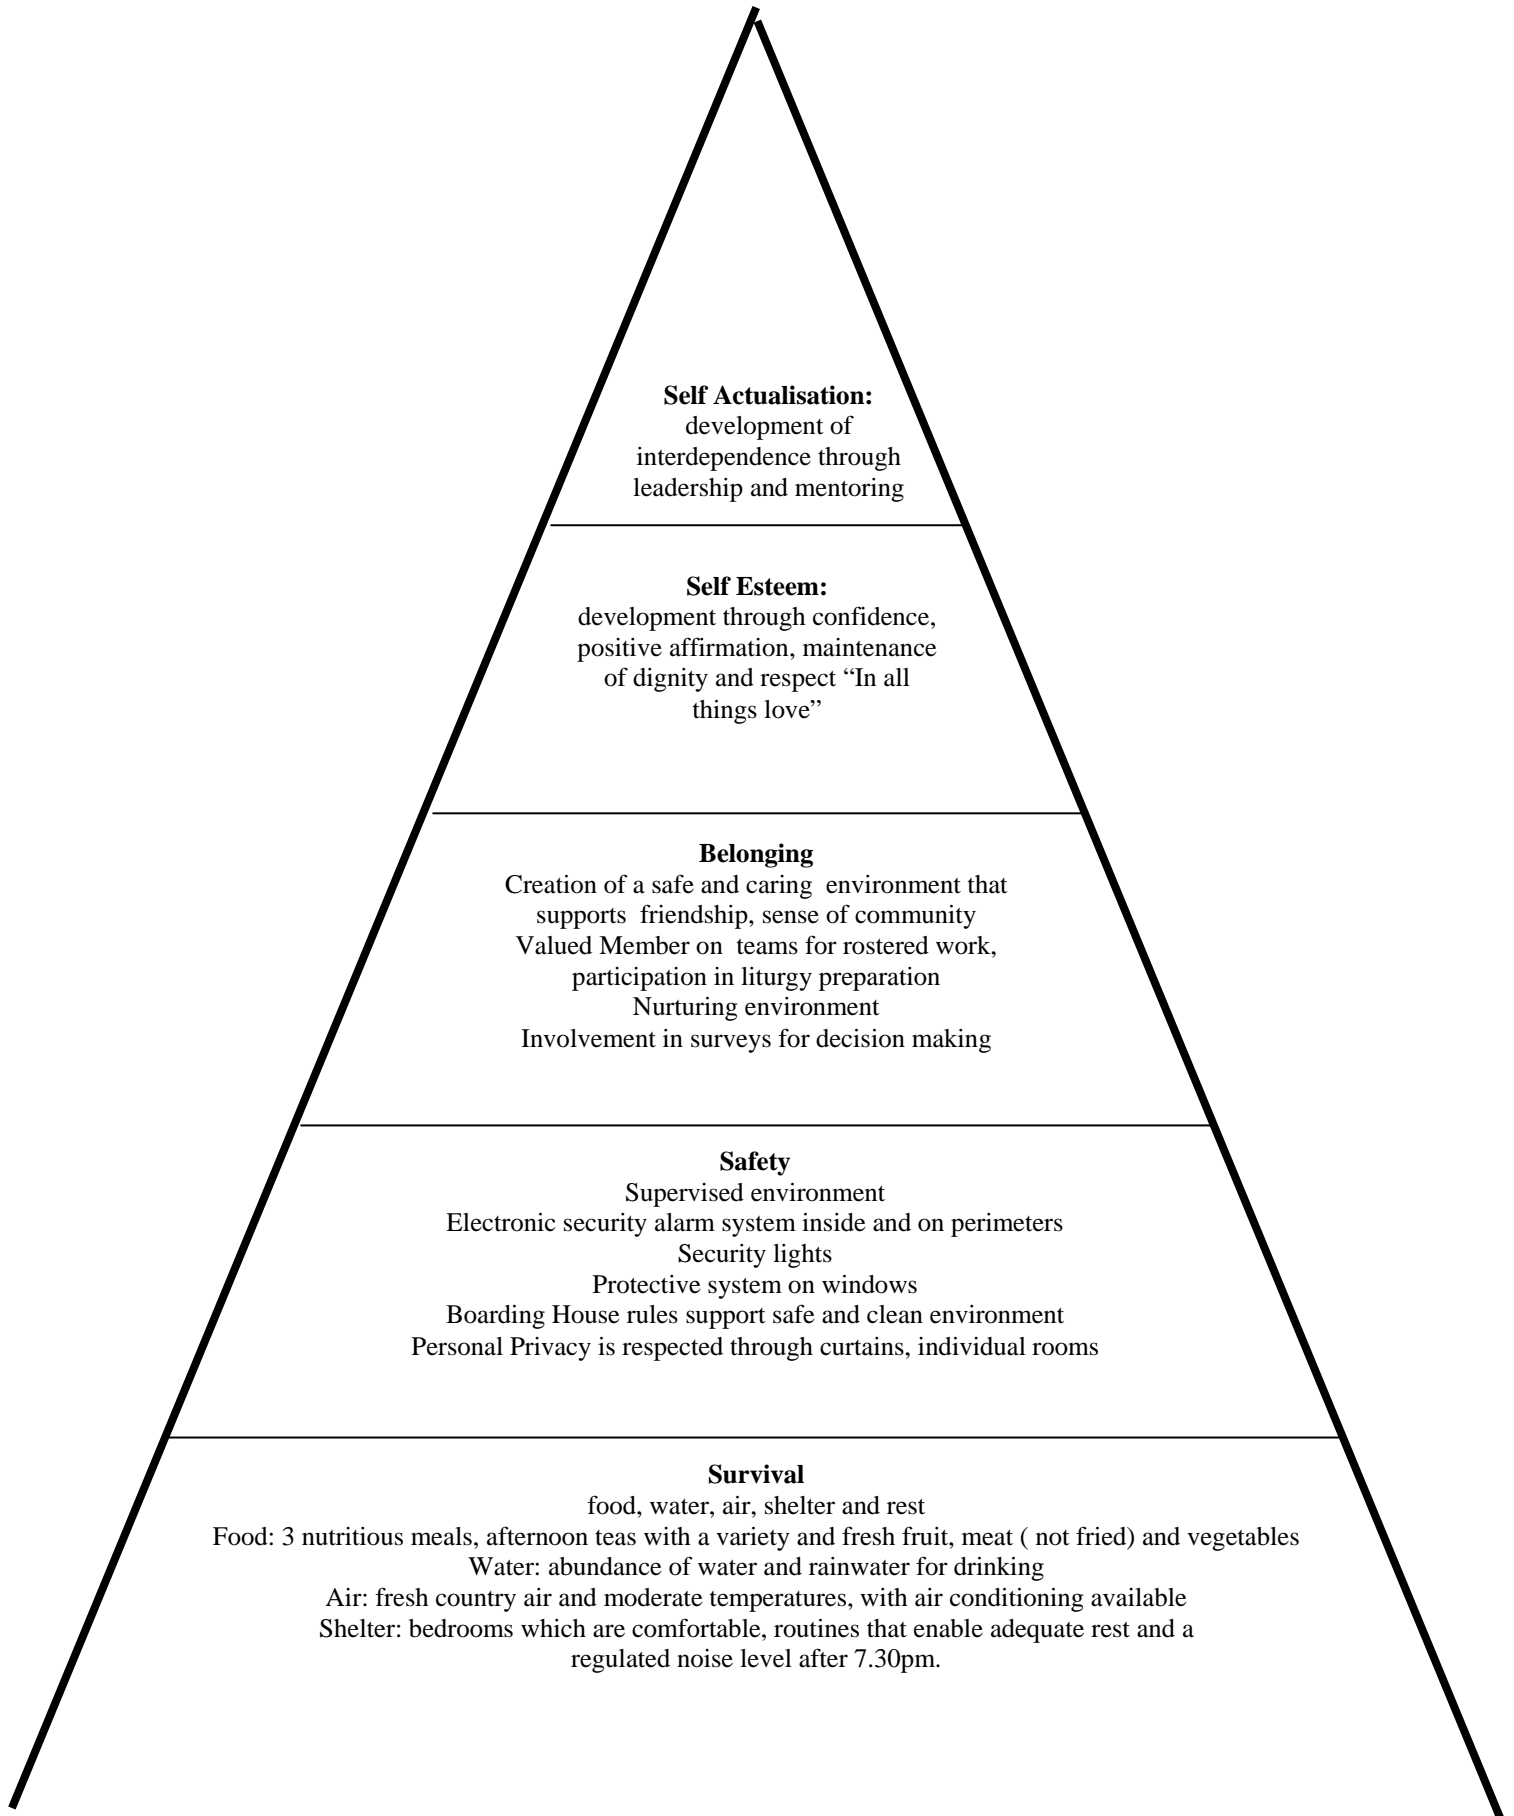 Self Actualisation:
development of
interdependence through
leadership and mentoring
Self Esteem:
development through confidence,
positive affirmation, maintenance
of dignity and respect “In all
things love”
Belonging
Creation of a safe and caring  environment that
supports  friendship, sense of community
Valued Member on  teams for rostered work,
participation in liturgy preparation
Nurturing environment
Involvement in surveys for decision making
Safety
Supervised environment
Electronic security alarm system inside and on perimeters
Security lights
Protective system on windows
Boarding House rules support safe and clean environment
Personal Privacy is respected through curtains, individual rooms
Survival
food, water, air, shelter and rest
Food: 3 nutritious meals, afternoon teas with a variety and fresh fruit, meat ( not fried) and vegetables
Water: abundance of water and rainwater for drinking
Air: fresh country air and moderate temperatures, with air conditioning available
Shelter: bedrooms which are comfortable, routines that enable adequate rest and a
regulated noise level after 7.30pm.